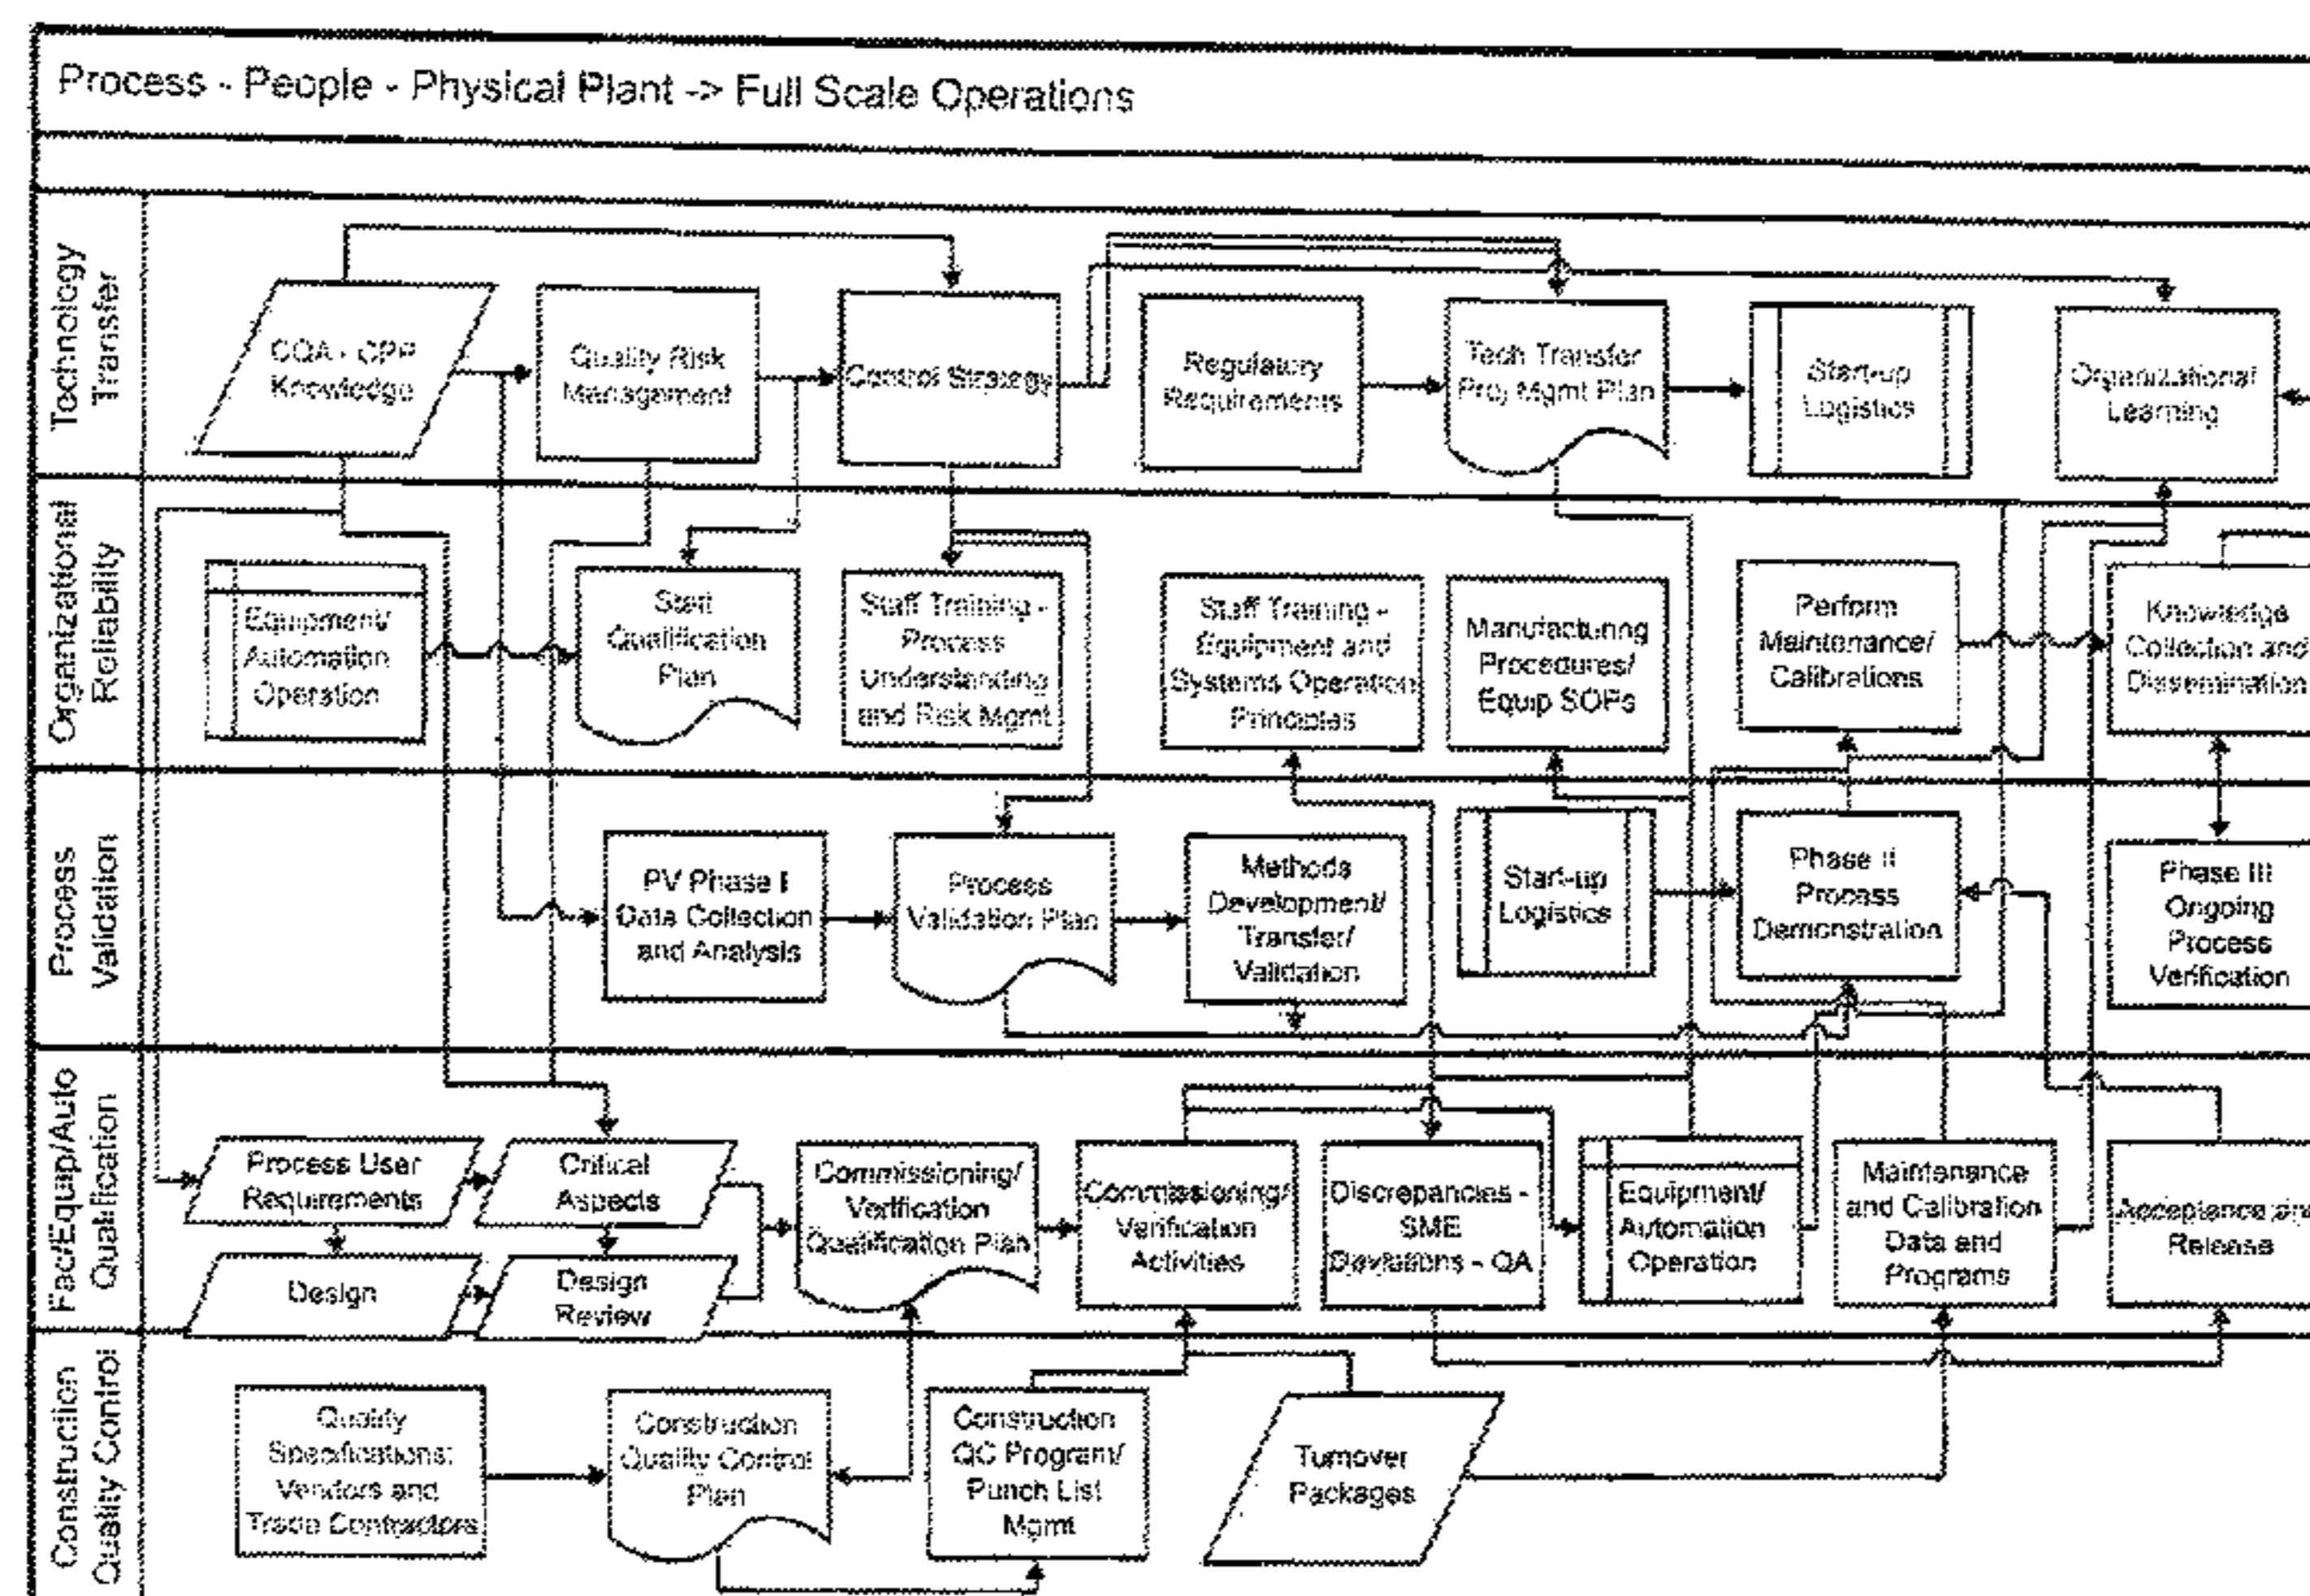 Process - People - Physical Plant -> Full Scale Operations
Technology
Transfer
CQA - CPP
Knowledge
Quality Risk
Management
Control Strategy
Regulatory
Requirements
Tech Transfer
Proj Mgmt Plan
Start-up
Logistics
Organizational
Learning
Organizational
Reliability
Equipment/
Automation
Operation
Start
Qualification
Plan
Staff Training -
Process
Understanding
and Risk Mgmt
Staff Training -
Equipment and
Systems Operation
Principles
Manufacturing
Procedures/
Equip SOPs
Perform
Maintenance/
Calibrations
Knowledge
Collection and
Dissemination
Process
Validation
PV Phase I
Data Collection
and Analysis
Process
Validation Plan
Methods
Development/
Transfer/
Validation
Start-up
Logistics
Phase II
Process
Demonstration
Phase III
Ongoing
Process
Verification
Fac/Equip/Auto
Qualification
Process User
Requirements
Critical
Aspects
Design
Design
Review
Commissioning/
Verification
Qualification Plan
Commissioning/
Verification
Activities
Discrepancies -
SME
Deviations - QA
Equipment/
Automation
Operation
Maintenance
and Calibration
Data and
Programs
Acceptance and
Release
Construction
Quality Control
Quality
Specifications:
Vendors and
Trade Contractors
Construction
Quality Control
Plan
Construction
QC Program/
Punch List
Mgmt
Turnover
Packages